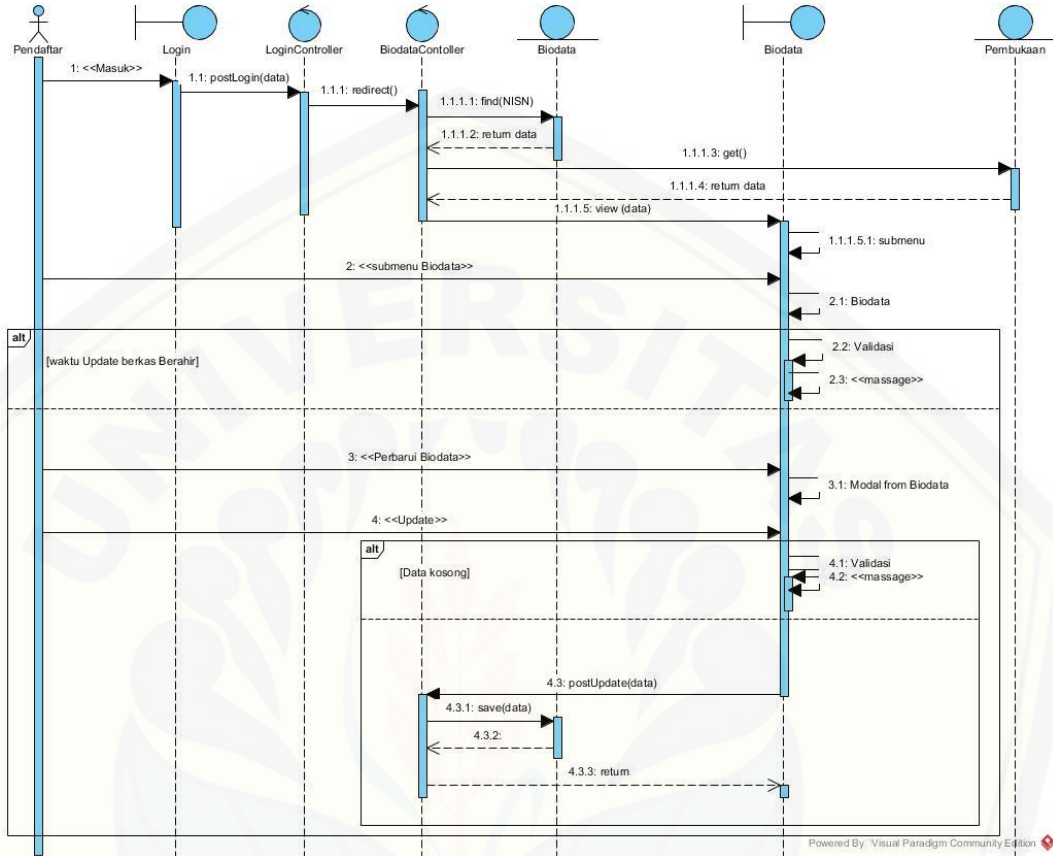 Pendaftar
Login
LoginController
BiodataContoller
Biodata
Biodata
Pembukaan
1: <<Masuk>>
1.1: postLogin(data)
1.1.1: redirect()
1.1.1.1: find(NISN)
1.1.1.2: return data
1.1.1.3: get()
1.1.1.4: return data
1.1.1.5: view (data)
1.1.1.5.1: submenu
2: <<submenu Biodata>>
2.1: Biodata
alt
[waktu Update berkas Berahir]
2.2: Validasi
2.3: <<massage>>
3: <<Perbarui Biodata>>
3.1: Modal from Biodata
4: <<Update>>
alt
[Data kosong]
4.1: Validasi
4.2: <<massage>>
4.3: postUpdate(data)
4.3.1: save(data)
4.3.2:
4.3.3: return
UNIVERSITAS
Powered By Visual Paradigm Community Edition